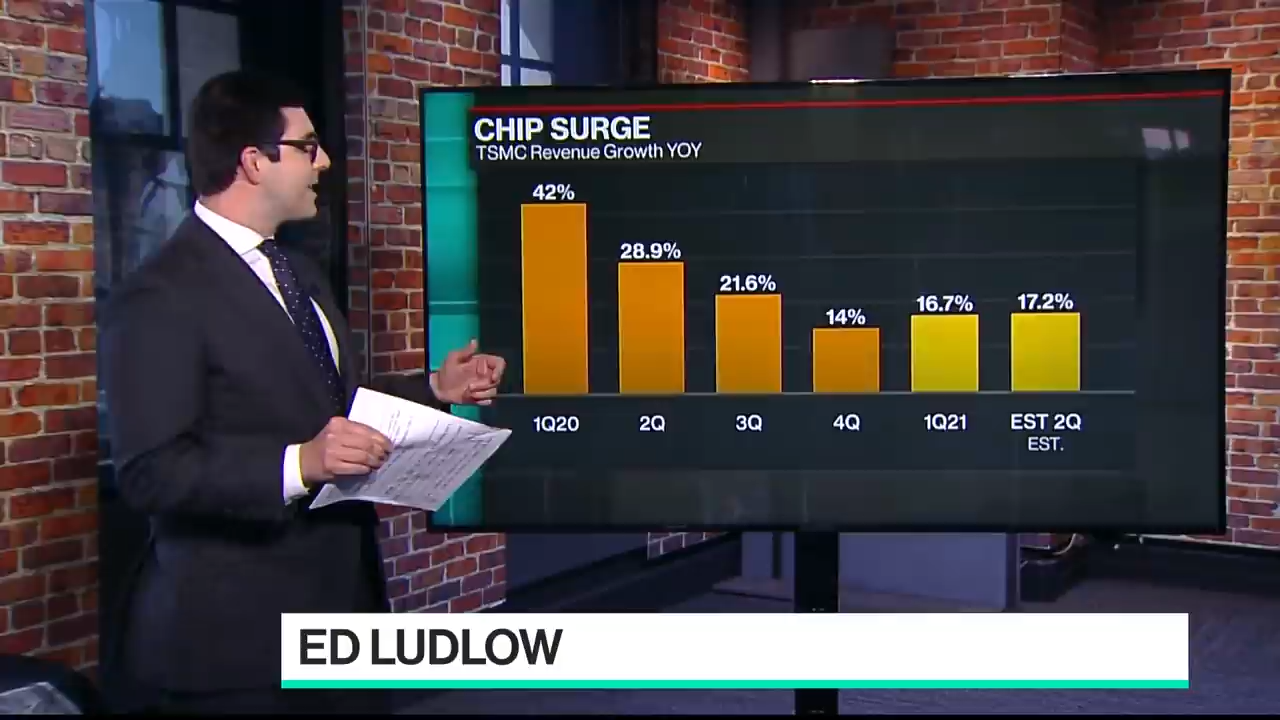 CHIP SURGE
TSMC Revenue Growth YOY
42%
28.9%
21.6%
14%
16.7%
17.2%
1Q20
2Q
3Q
4Q
1Q21
EST 2Q
EST.
ED LUDLOW